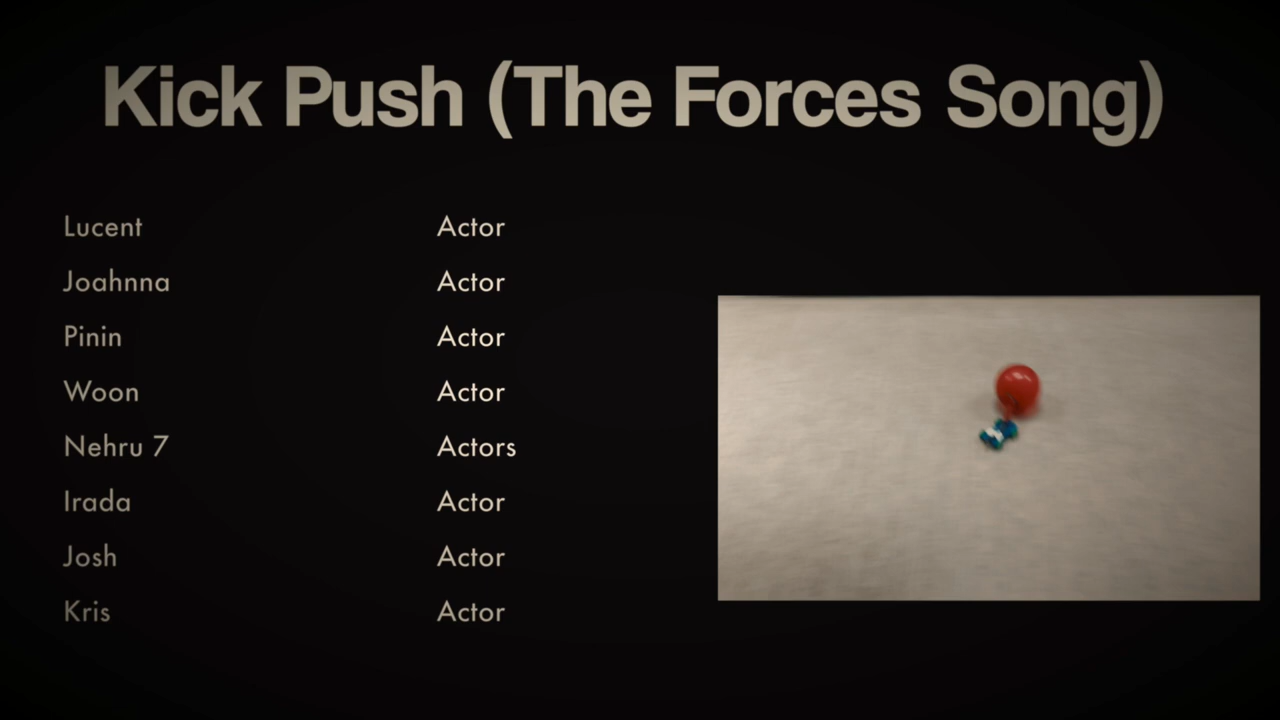 Kick Push (The Forces Song)
Lucent Actor
Joahnna Actor
Pinin Actor
Woon Actor
Nehru 7 Actors
Irada Actor
Josh Actor
Kris Actor